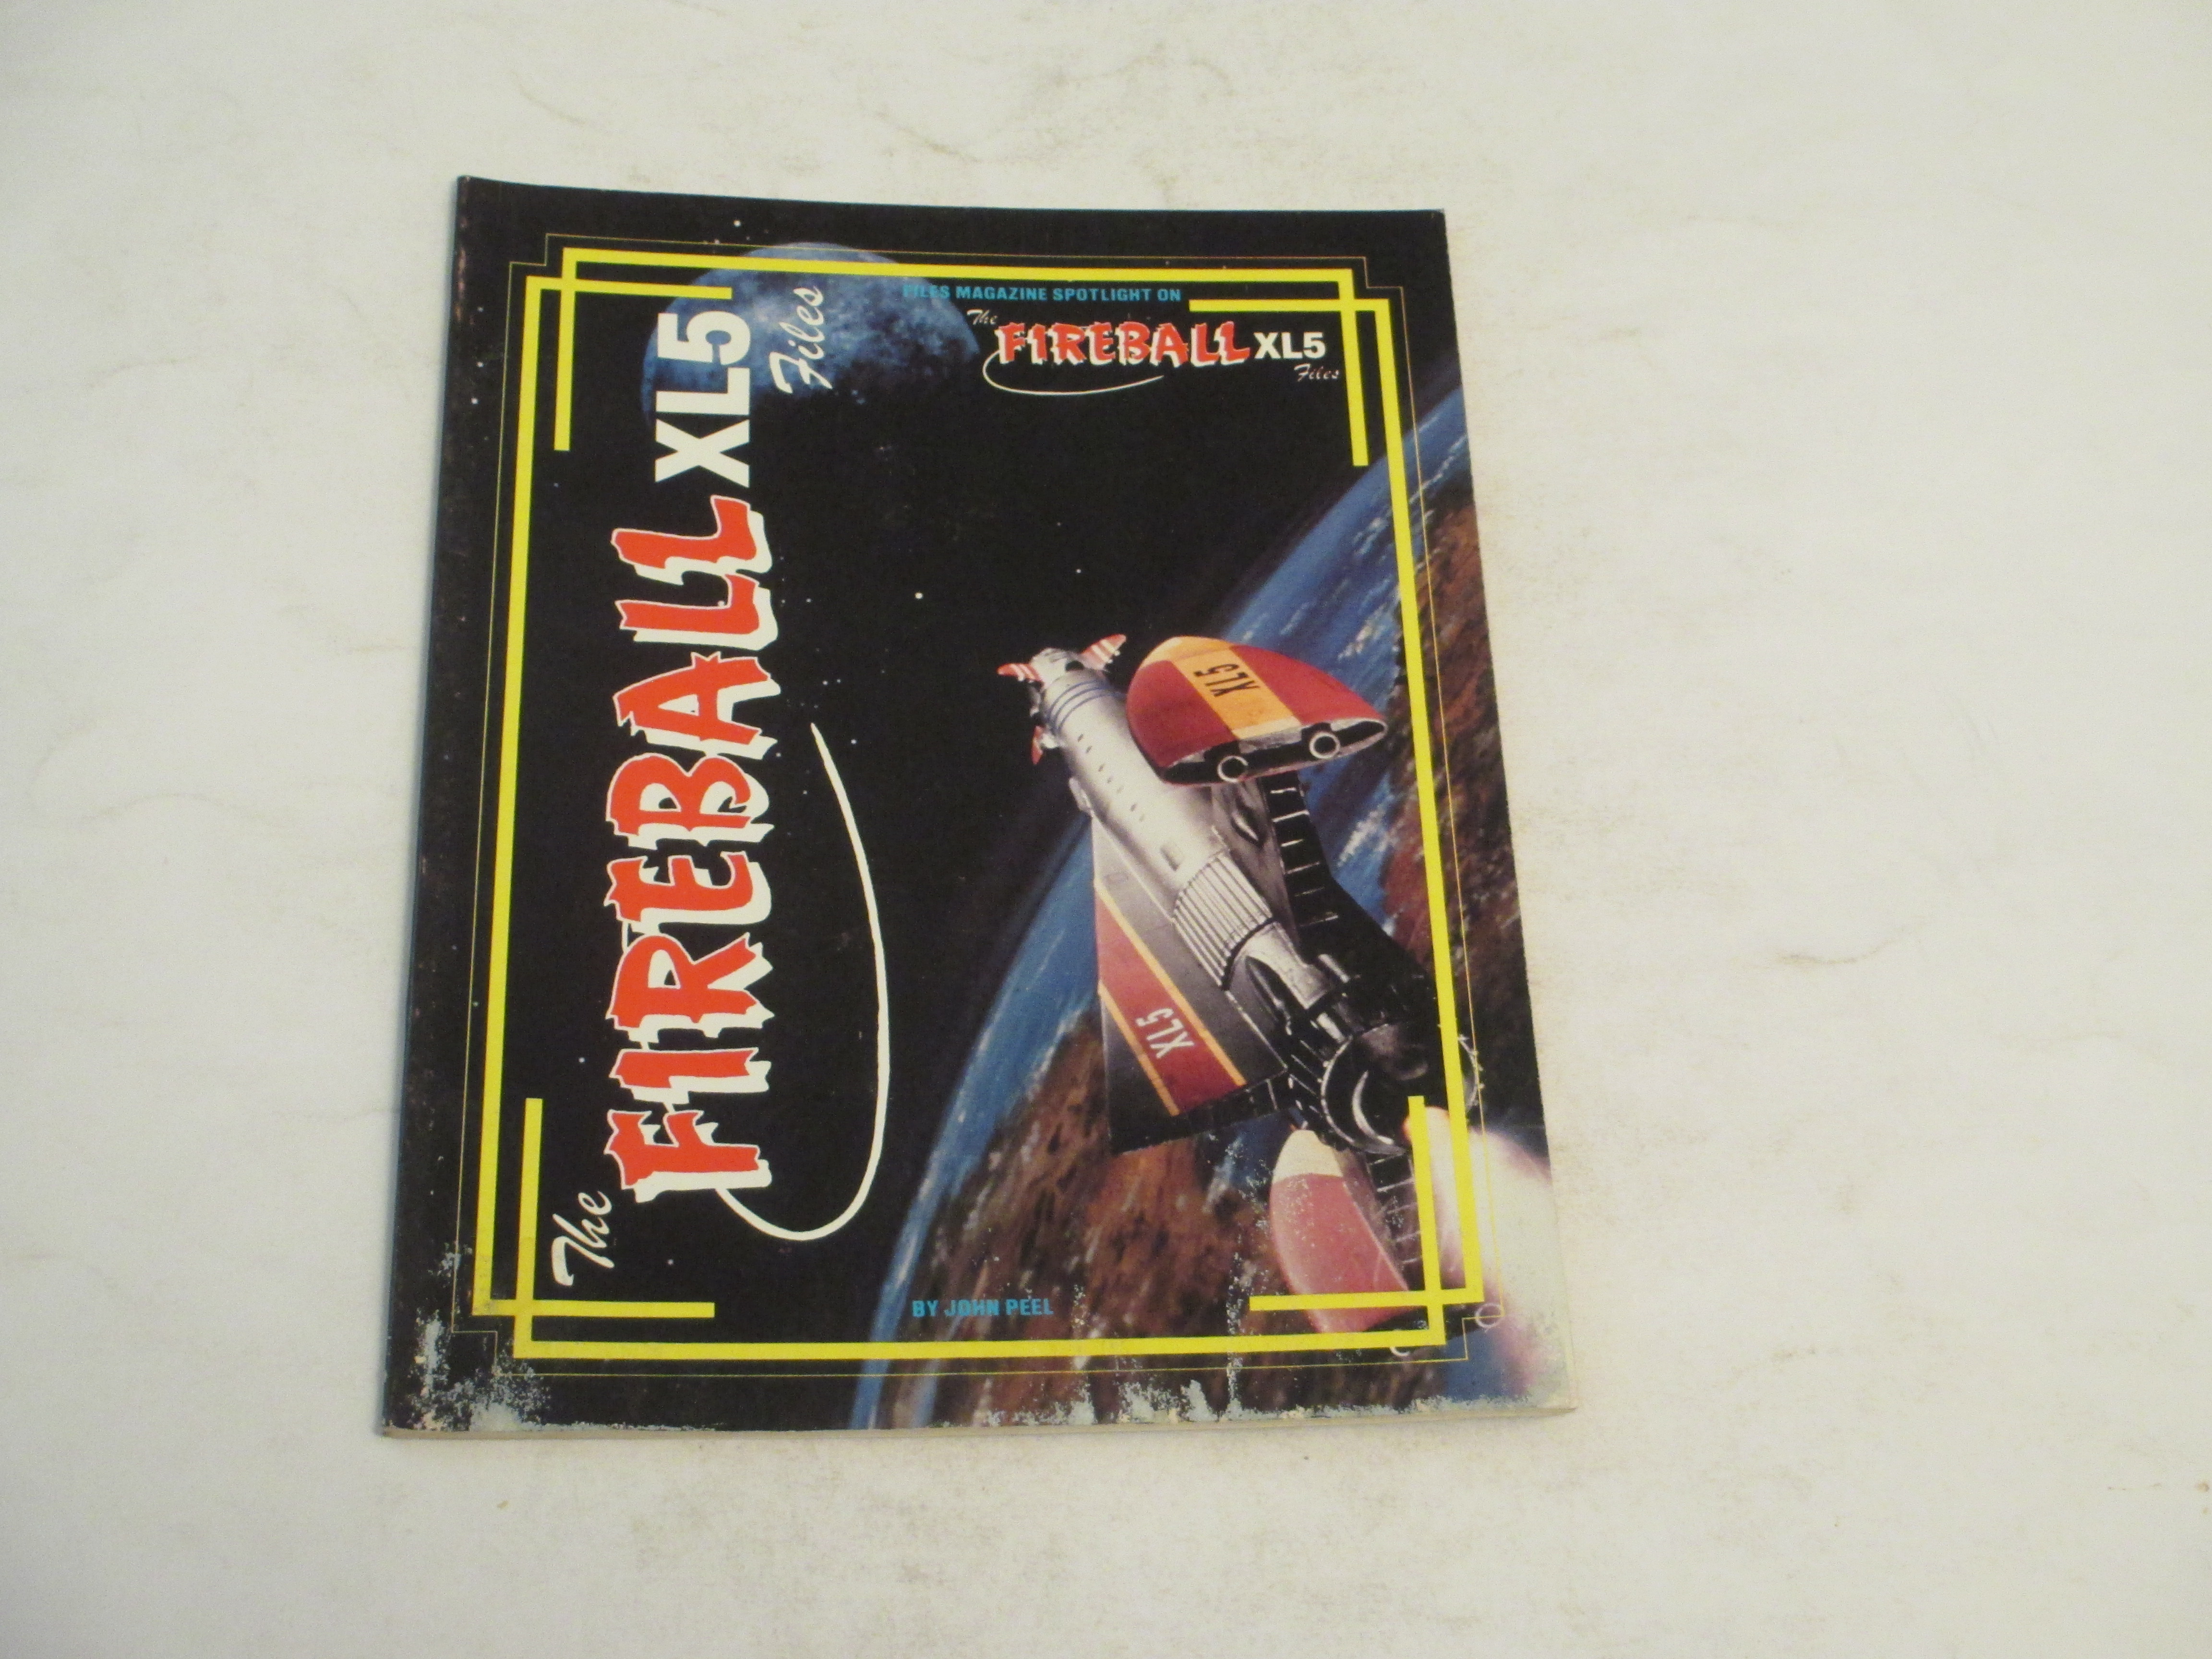 FILES MAGAZINE SPOTLIGHT ON
The
FIREBALL XL5
Files
The
FIREBALL XL5
Files
XL5
XL5
BY JOHN PEEL